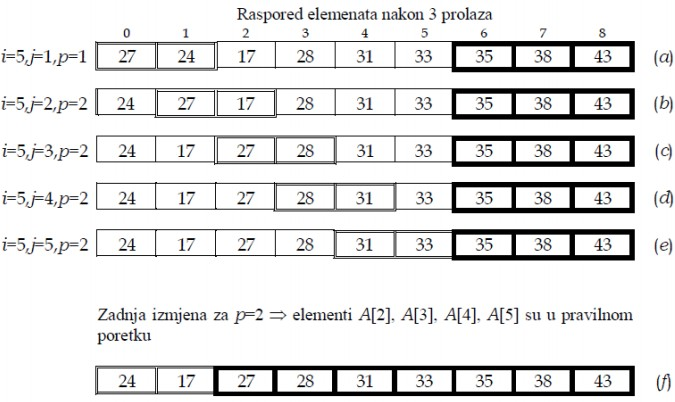 Raspored elemenata nakon 3 prolaza
0 1 2 3 4 5 6 7 8
i=5,j=1,p=1 27 24 17 28 31 33 35 38 43 (a)
i=5,j=2,p=2 24 27 17 28 31 33 35 38 43 (b)
i=5,j=3,p=2 24 17 27 28 31 33 35 38 43 (c)
i=5,j=4,p=2 24 17 27 28 31 33 35 38 43 (d)
i=5,j=5,p=2 24 17 27 28 31 33 35 38 43 (e)
Zadnja izmjena za p=2 ⇒ elementi A[2], A[3], A[4], A[5] su u pravilnom
poretku
24 17 27 28 31 33 35 38 43 (f)